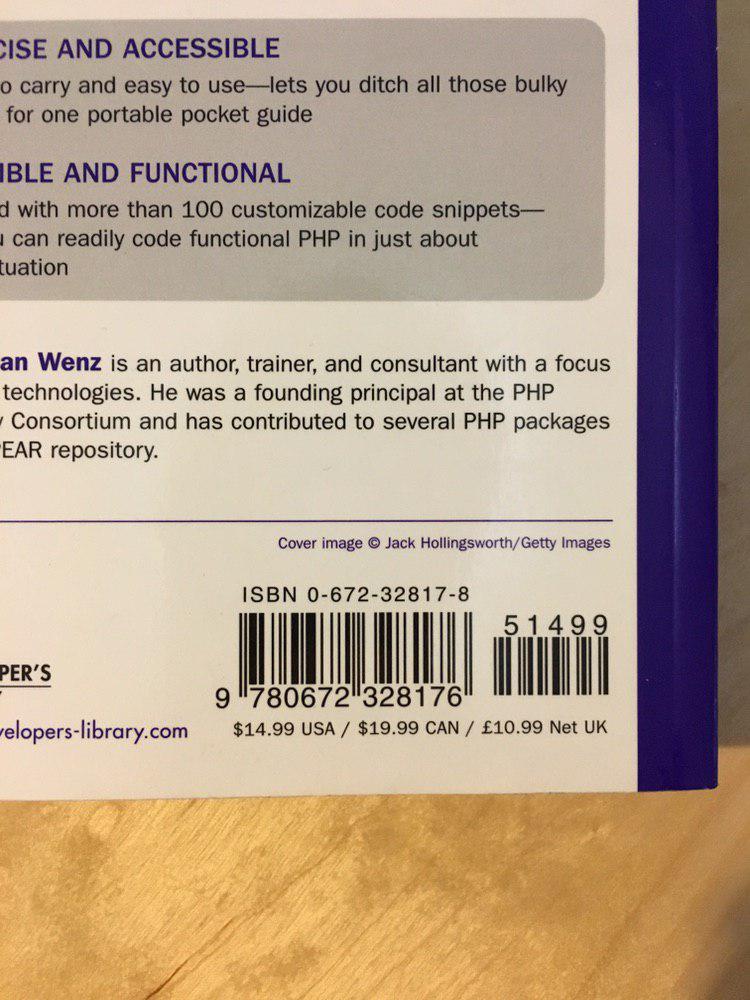 CISE AND ACCESSIBLE
o carry and easy to use—lets you ditch all those bulky
for one portable pocket guide
IBLE AND FUNCTIONAL
d with more than 100 customizable code snippets—
u can readily code functional PHP in just about
tuation
an Wenz is an author, trainer, and consultant with a focus
technologies. He was a founding principal at the PHP
y Consortium and has contributed to several PHP packages
EAR repository.
Cover image © Jack Hollingsworth/Getty Images
ISBN 0-672-32817-8
51499
9 780672 328176
PER'S
velopers-library.com
$14.99 USA / $19.99 CAN / £10.99 Net UK